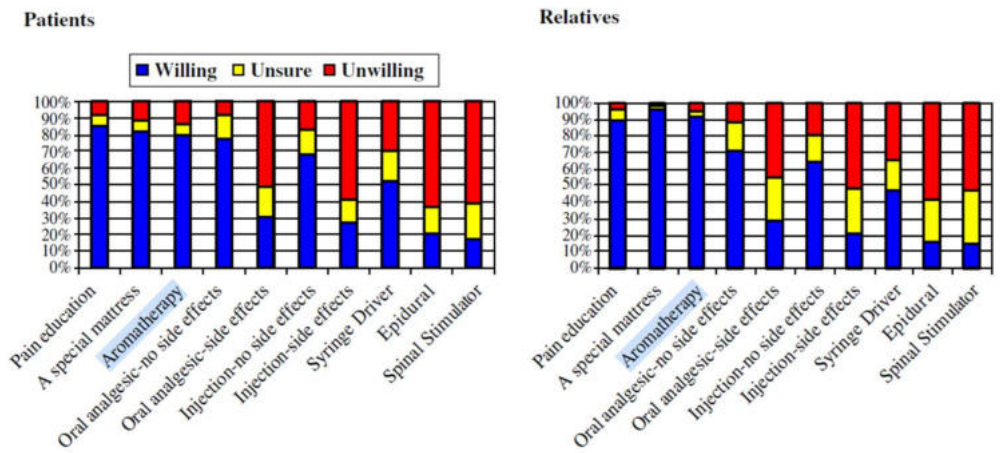 Patients
Relatives
Willing Unsure Unwilling
100%
90%
80%
70%
60%
50%
40%
30%
20%
10%
0%
Pain education
A special mattress
Aromatherapy
Oral analgesic-no side effects
Oral analgesic-side effects
Injection-no side effects
Injection-side effects
Syringe Driver
Epidural
Spinal Stimulator
100%
90%
80%
70%
60%
50%
40%
30%
20%
10%
0%
Pain education
A special mattress
Aromatherapy
Oral analgesic-no side effects
Oral analgesic-side effects
Injection-no side effects
Injection-side effects
Syringe Driver
Epidural
Spinal Stimulator